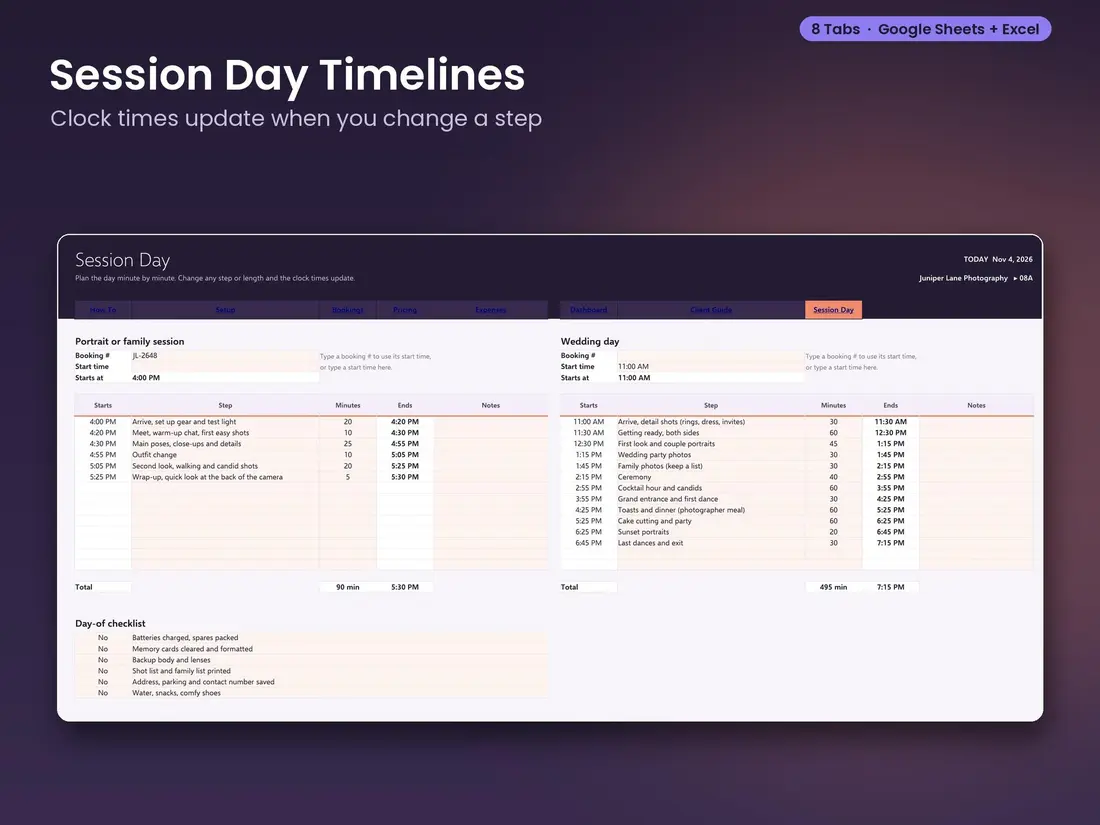 8 Tabs · Google Sheets + Excel
Session Day Timelines
Clock times update when you change a step
Session Day
TODAY Nov 4, 2026
Plan the day minute by minute. Change any step or length and the clock times update.
Juniper Lane Photography ▸ 08A
How To Setup Bookings Pricing Expenses Dashboard Client Guide Session Day
Portrait or family session
Booking # JL-2648 Type a booking # to use its start time,
Start time or type a start time here.
Starts at 4:00 PM
Starts Step Minutes Ends Notes
4:00 PM Arrive, set up gear and test light 20 4:20 PM
4:20 PM Meet, warm-up chat, first easy shots 10 4:30 PM
4:30 PM Main poses, close-ups and details 25 4:55 PM
4:55 PM Outfit change 10 5:05 PM
5:05 PM Second look, walking and candid shots 20 5:25 PM
5:25 PM Wrap-up, quick look at the back of the camera 5 5:30 PM
Total 90 min 5:30 PM
Wedding day
Booking # Type a booking # to use its start time,
Start time 11:00 AM or type a start time here.
Starts at 11:00 AM
Starts Step Minutes Ends Notes
11:00 AM Arrive, detail shots (rings, dress, invites) 30 11:30 AM
11:30 AM Getting ready, both sides 60 12:30 PM
12:30 PM First look and couple portraits 45 1:15 PM
1:15 PM Wedding party photos 30 1:45 PM
1:45 PM Family photos (keep a list) 30 2:15 PM
2:15 PM Ceremony 40 2:55 PM
2:55 PM Cocktail hour and candids 60 3:55 PM
3:55 PM Grand entrance and first dance 30 4:25 PM
4:25 PM Toasts and dinner (photographer meal) 60 5:25 PM
5:25 PM Cake cutting and party 60 6:25 PM
6:25 PM Sunset portraits 20 6:45 PM
6:45 PM Last dances and exit 30 7:15 PM
Total 495 min 7:15 PM
Day-of checklist
No Batteries charged, spares packed
No Memory cards cleared and formatted
No Backup body and lenses
No Shot list and family list printed
No Address, parking and contact number saved
No Water, snacks, comfy shoes